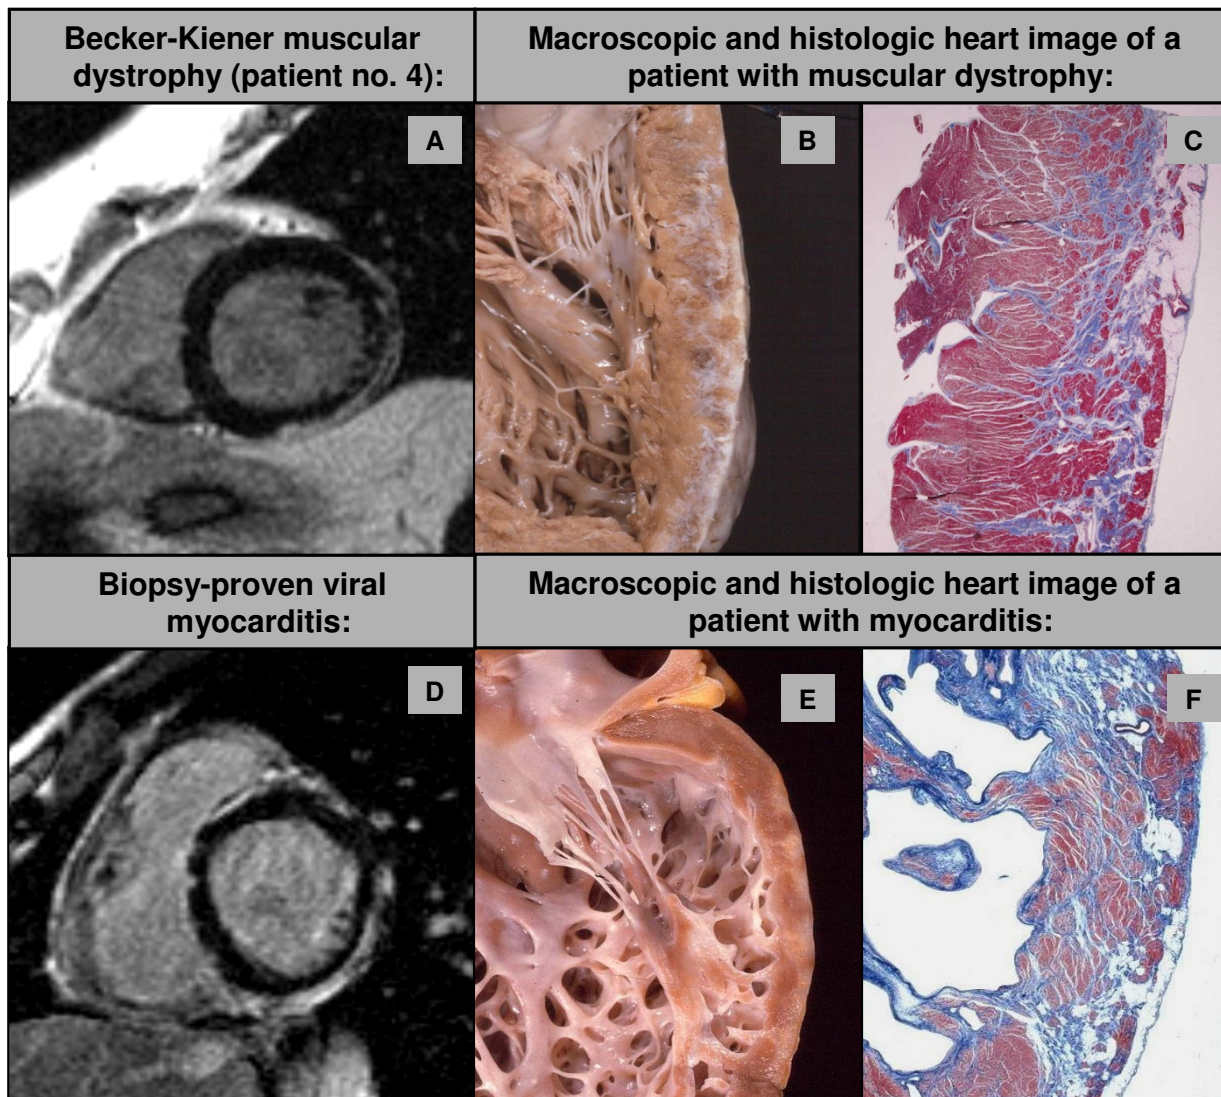 Becker-Kiener muscular
dystrophy (patient no. 4):
Macroscopic and histologic heart image of a
patient with muscular dystrophy:
A
B
C
Biopsy-proven viral
myocarditis:
Macroscopic and histologic heart image of a
patient with myocarditis:
D
E
F